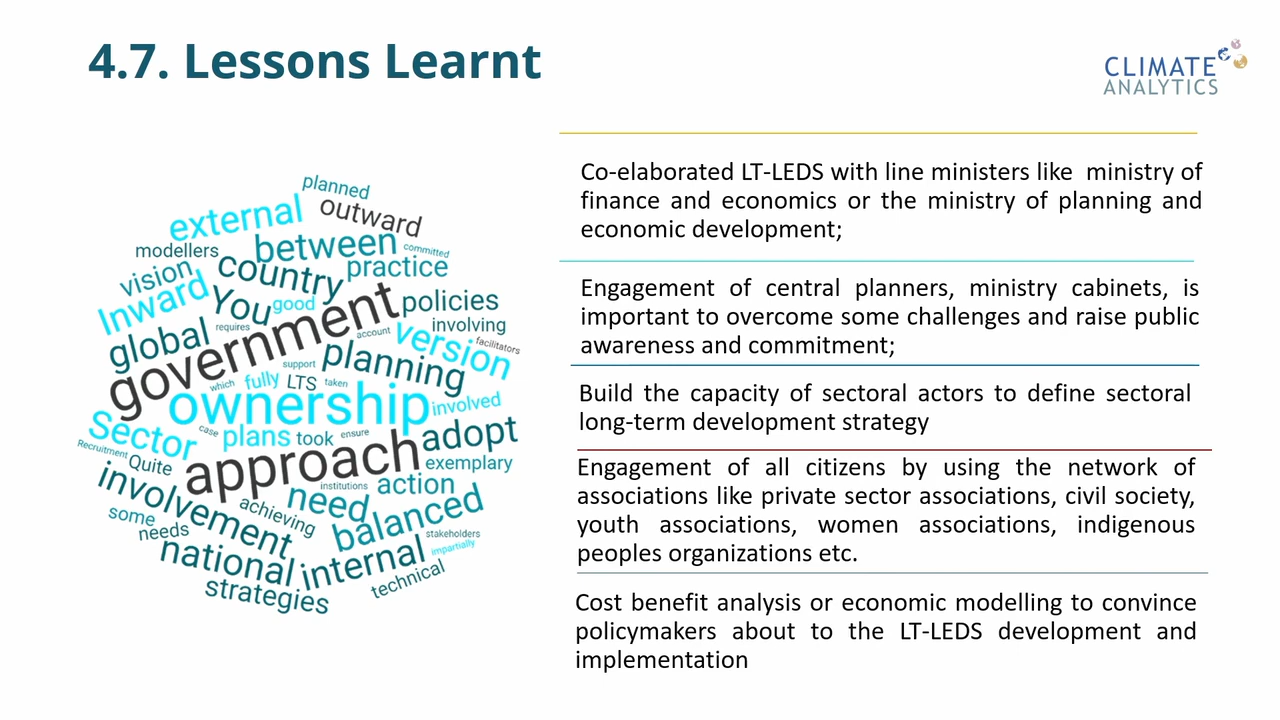 4.7. Lessons Learnt
CLIMATE
ANALYTICS
planned
external
outward
modellers
between
committed
vision
country
practice
Inward
You
good
policies
requires
involving
global
government
account
version
facilitators
support
planning
which
fully
LTS
taken
ownership
involved
Sector
case
plans
took
ensure
adopt
Recruitment
Quite
approach
exemplary
involvement
institutions
action
need
achieving
balanced
some
needs
stakeholders
impartially
national
internal
technical
strategies
Co-elaborated LT-LEDS with line ministers like ministry of
finance and economics or the ministry of planning and
economic development;
Engagement of central planners, ministry cabinets, is
important to overcome some challenges and raise public
awareness and commitment;
Build the capacity of sectoral actors to define sectoral
long-term development strategy
Engagement of all citizens by using the network of
associations like private sector associations, civil society,
youth associations, women associations, indigenous
peoples organizations etc.
Cost benefit analysis or economic modelling to convince
policymakers about to the LT-LEDS development and
implementation